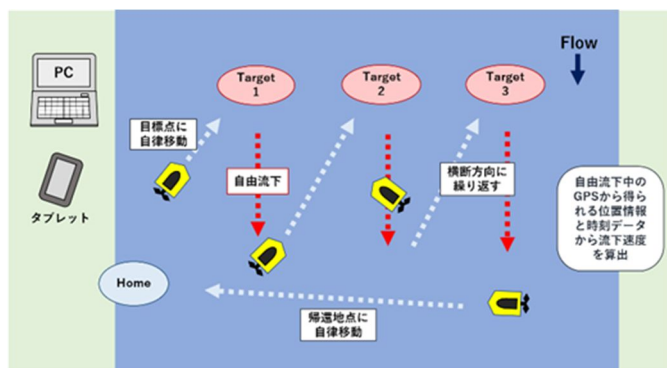 PC
タブレット
Flow
Target
1
Target
2
Target
3
目標点に
自律移動
自由流下
横断方向に
繰り返す
自由流下中の
GPSから得ら
れる位置情報
と時刻データ
から流下速度
を算出
Home
帰還地点に
自律移動